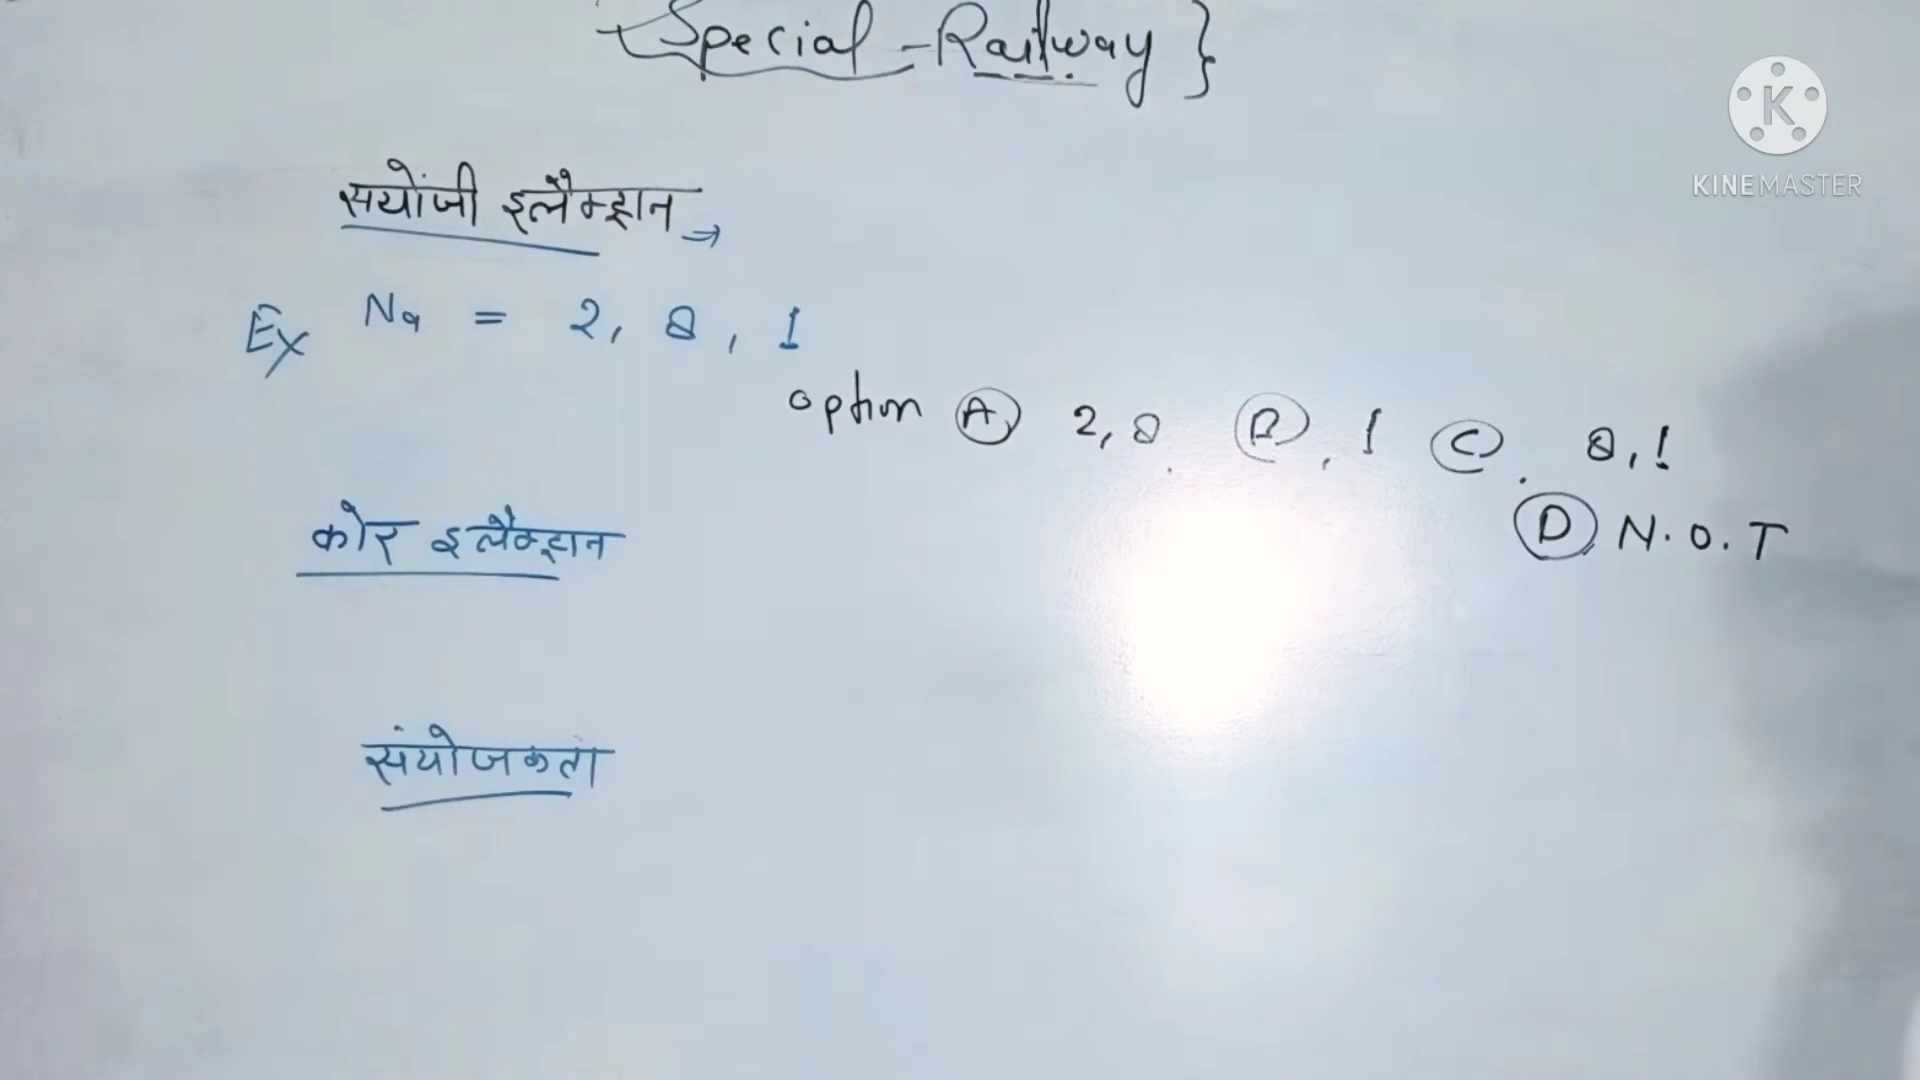 {Special-Railway}
K
KINEMASTER
सयोंजी इलैक्ट्रान →
Ex Na = 2, 8, 1
option (A) 2,8 (B) 1 (C) 8,1
(D) N.O.T
कोर इलैक्ट्रान
संयोजकता